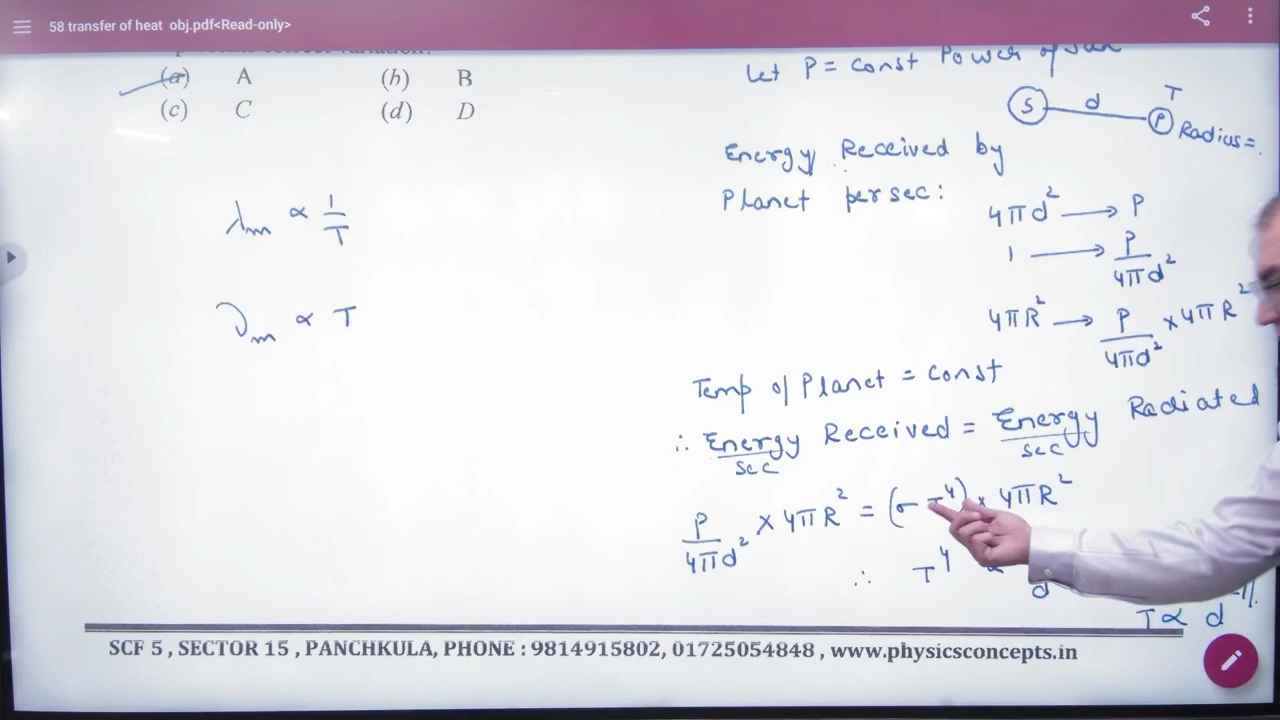 58 transfer of heat obj.pdf<Read-only>
(a) A (b) B
(c) C (d) D
λm ∝ 1/T
νm ∝ T
Let P = Const Power of Sun
S d P T
Radius =
Energy Received by
Planet per sec:
4πd² → P
1 → P/4πd²
4πR² → P/4πd² × 4πR²
Temp of Planet = Const
∴ Energy/sec Received = Energy/sec Radiated
P/4πd² × 4πR² = (σT⁴) × 4πR²
∴ T⁴ ∝
d
T ∝ d
SCF 5 , SECTOR 15 , PANCHKULA, PHONE : 9814915802, 01725054848 , www.physicsconcepts.in